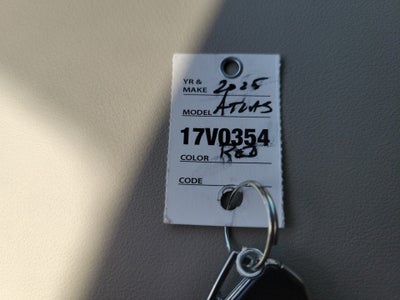 YR &
MAKE 2025
MODEL ATLAS
17V0354
COLOR RED
CODE